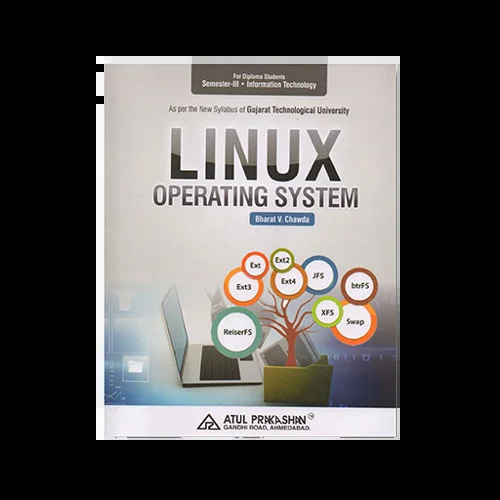 For Diploma Students
Semester-III • Information Technology
As per the New Syllabus of Gujarat Technological University
LINUX
OPERATING SYSTEM
Bharat V. Chawda
Ext
Ext2
JFS
Ext3
Ext4
btrFS
XFS
Swap
ReiserFS
ATUL PRAKASHAN TM
GANDHI ROAD, AHMEDABAD.